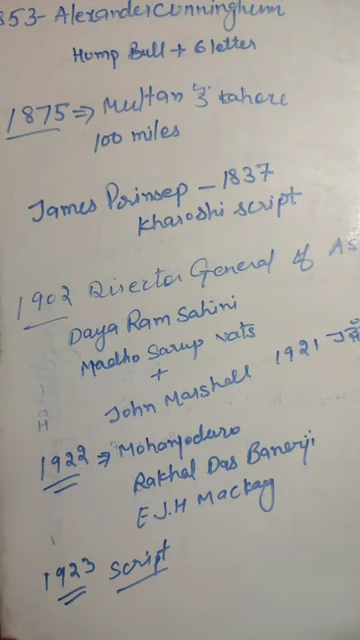 853- Alexander Cunninghum
Hump Bull + 6 letter
1875 => Multan से Lahore
100 miles
James Prinsep - 1837
Kharoshi script
1902 Director General of AS
Daya Ram Sahini
Madho Sarup Vats
+
John Marshall 1921
1922 => Mohanjodaro
Rakhal Das Banerji
E.J.H Mackay
1923 Script